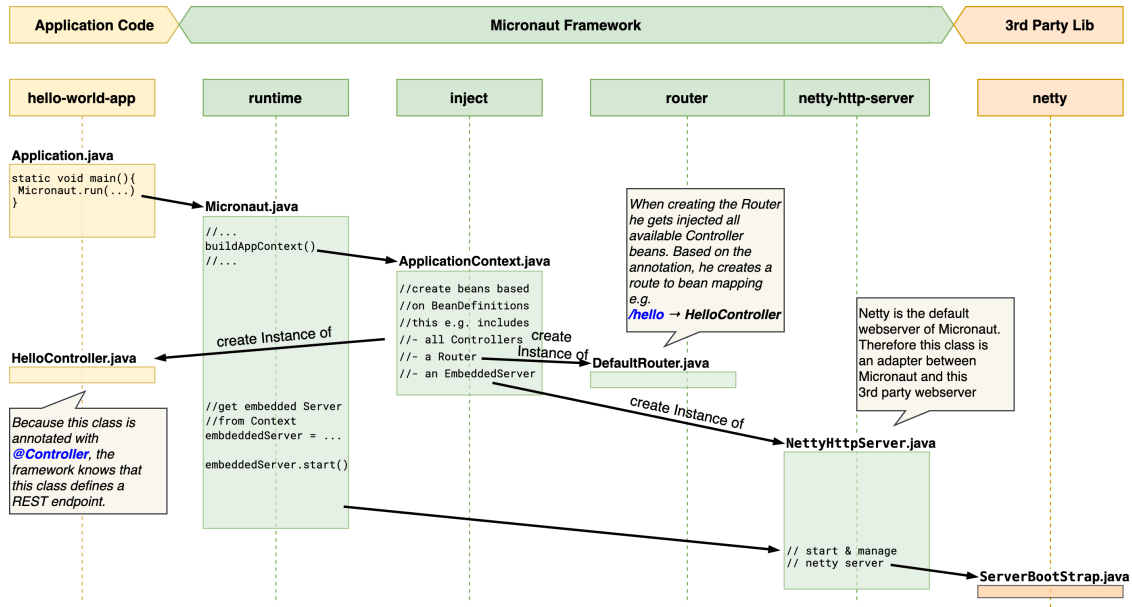 Application Code
Micronaut Framework
3rd Party Lib
hello-world-app
runtime
inject
router
netty-http-server
netty
Application.java
static void main(){
Micronaut.run(...)
}
Micronaut.java
//...
buildAppContext()
//...
//get embedded Server
//from Context
embdeddedServer = ...
embeddedServer.start()
ApplicationContext.java
//create beans based
//on BeanDefinitions
//this e.g. includes
//- all Controllers
//- a Router
//- an EmbeddedServer
create Instance of
HelloController.java
Because this class is
annotated with
@Controller, the
framework knows that
this class defines a
REST endpoint.
create
Instance of
DefaultRouter.java
When creating the Router
he gets injected all
available Controller
beans. Based on the
annotation, he creates a
route to bean mapping
e.g.
/hello → HelloController
create Instance of
NettyHttpServer.java
Netty is the default
webserver of Micronaut.
Therefore this class is
an adapter between
Micronaut and this
3rd party webserver
// start & manage
// netty server
ServerBootStrap.java